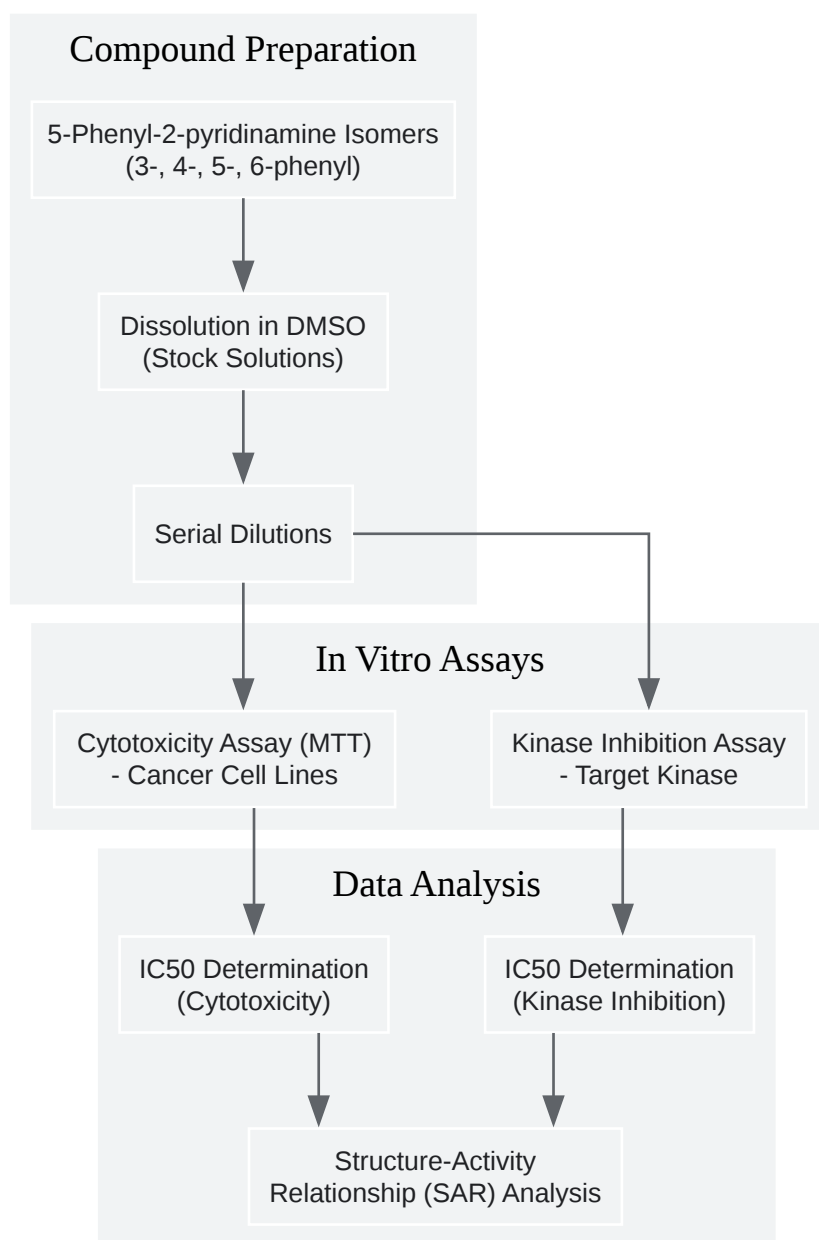 Compound Preparation
5-Phenyl-2-pyridinamine Isomers
(3-, 4-, 5-, 6-phenyl)
Dissolution in DMSO
(Stock Solutions)
Serial Dilutions
In Vitro Assays
Cytotoxicity Assay (MTT)
- Cancer Cell Lines
Kinase Inhibition Assay
- Target Kinase
Data Analysis
IC50 Determination
(Cytotoxicity)
IC50 Determination
(Kinase Inhibition)
Structure-Activity
Relationship (SAR) Analysis